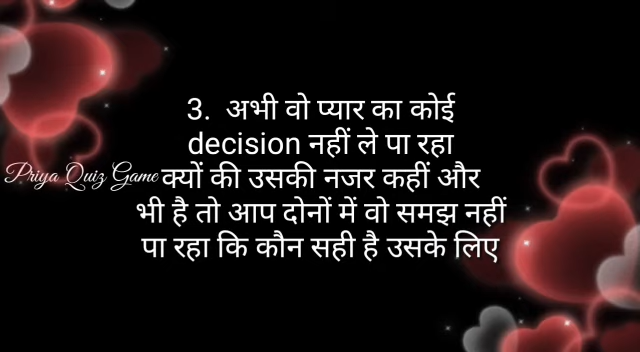 3. अभी वो प्यार का कोई
decision नहीं ले पा रहा
Priya Quiz Game
क्यों की उसकी नजर कहीं और
भी है तो आप दोनों में वो समझ नहीं
पा रहा कि कौन सही है उसके लिए